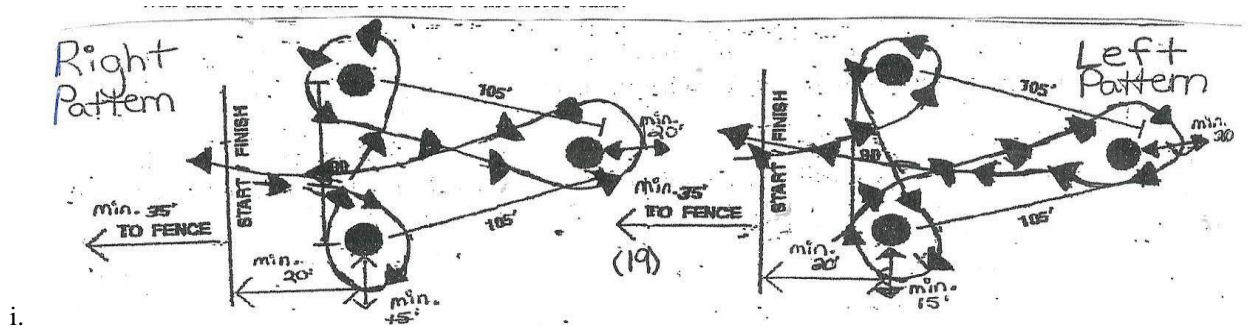 Right
Pattern
START / FINISH
min. 35'
TO FENCE
min.
20'
min.
15'
105'
90
105'
min.
20'
(19)
Left
Pattern
START / FINISH
min. 35'
TO FENCE
min.
20'
min.
15'
105'
90
105'
min.
20
i.